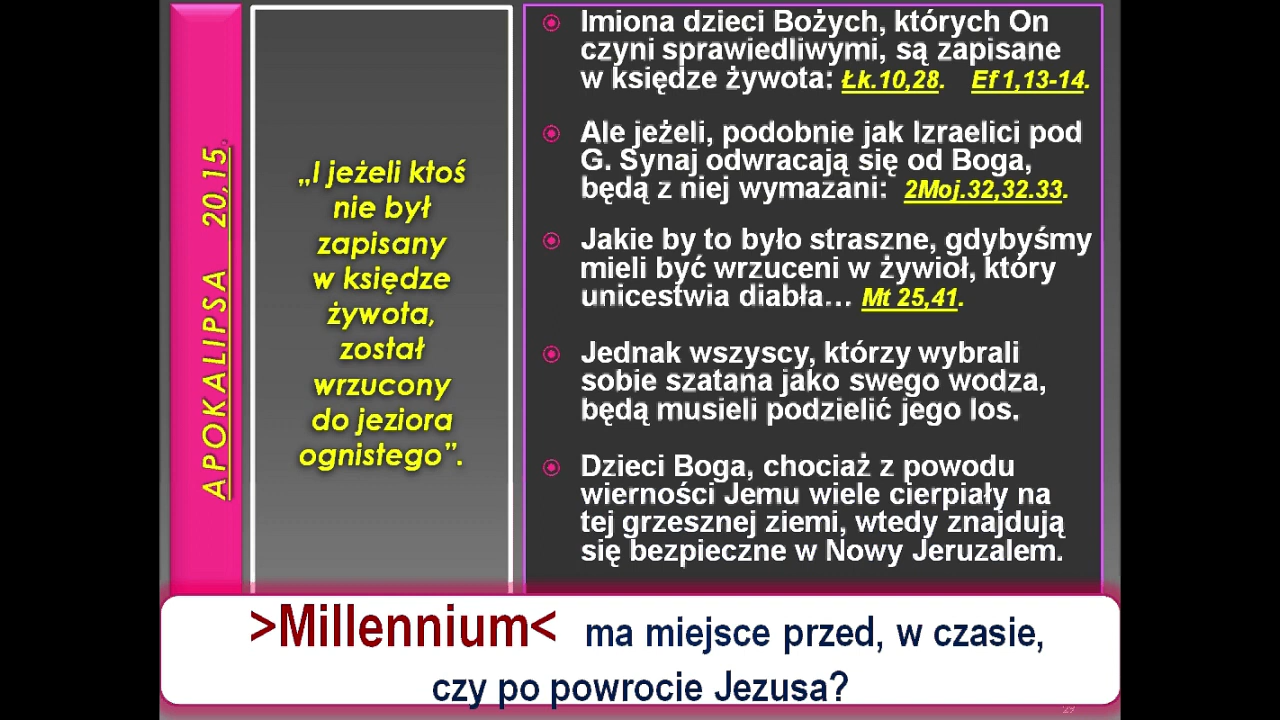 APOKALIPSA 20,15.
„I jeżeli ktoś
nie był
zapisany
w księdze
żywota,
został
wrzucony
do jeziora
ognistego”.
Imiona dzieci Bożych, których On
czyni sprawiedliwymi, są zapisane
w księdze żywota: Łk.10,28. Ef 1,13-14.
Ale jeżeli, podobnie jak Izraelici pod
G. Synaj odwracają się od Boga,
będą z niej wymazani: 2Moj.32,32.33.
Jakie by to było straszne, gdybyśmy
mieli być wrzuceni w żywioł, który
unicestwia diabła… Mt 25,41.
Jednak wszyscy, którzy wybrali
sobie szatana jako swego wodza,
będą musieli podzielić jego los.
Dzieci Boga, chociaż z powodu
wierności Jemu wiele cierpiały na
tej grzesznej ziemi, wtedy znajdują
się bezpieczne w Nowy Jeruzalem.
>Millennium< ma miejsce przed, w czasie,
czy po powrocie Jezusa?